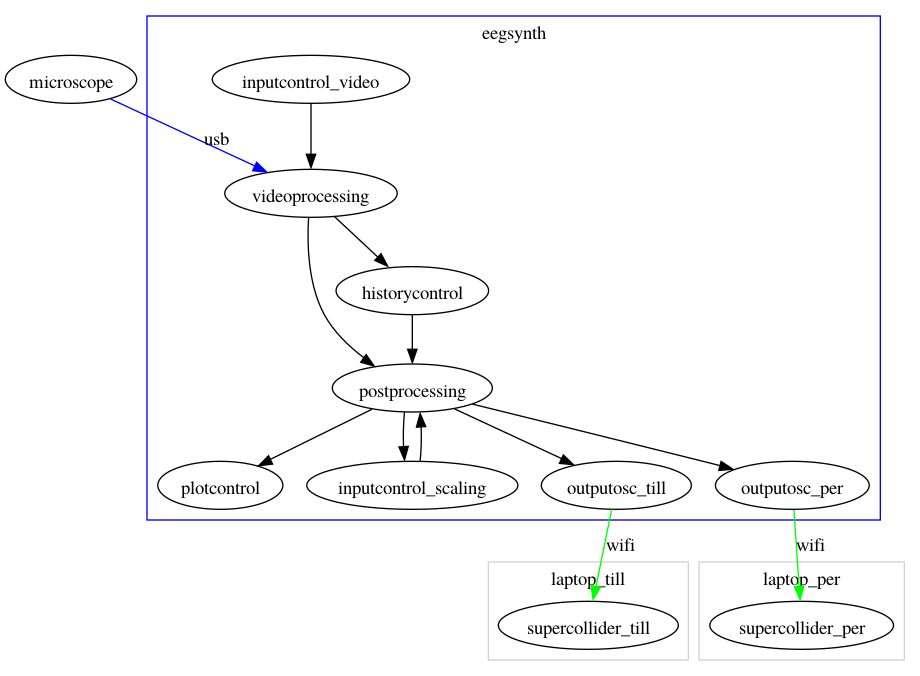 eegsynth
microscope
inputcontrol_video
usb
videoprocessing
historycontrol
postprocessing
plotcontrol
inputcontrol_scaling
outputosc_till
outputosc_per
wifi
wifi
laptop_till
laptop_per
supercollider_till
supercollider_per